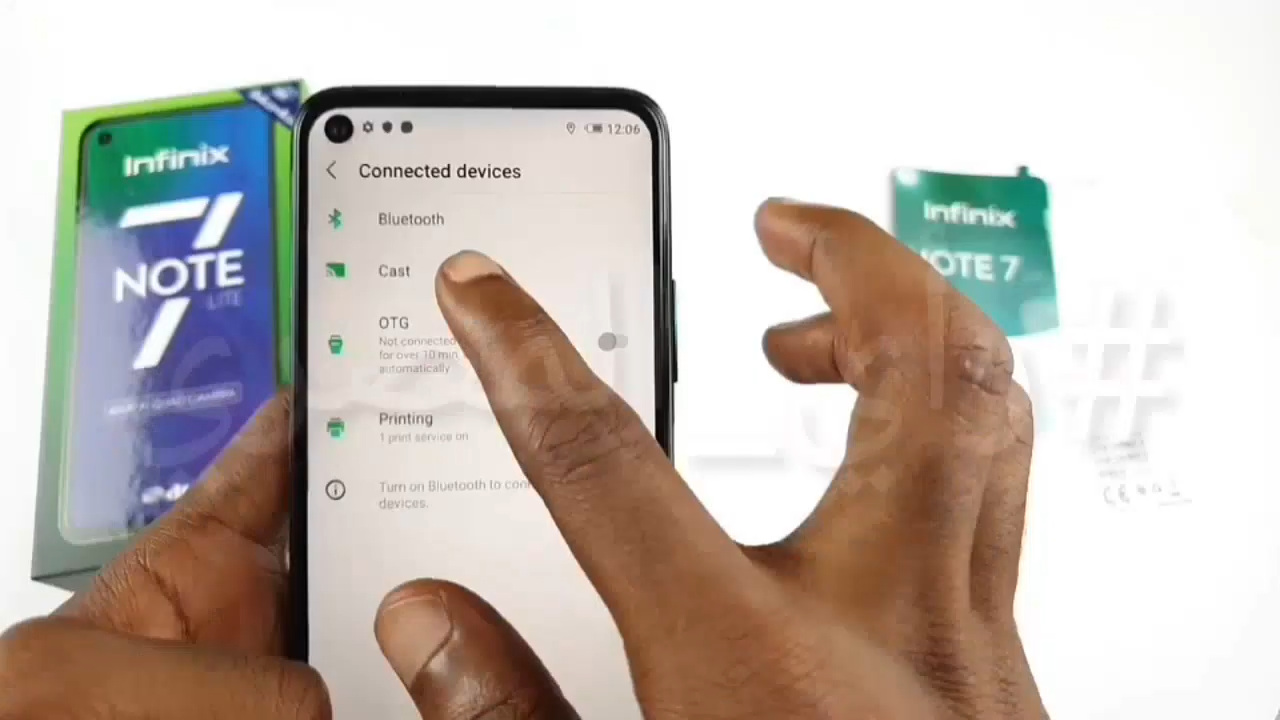 Infinix
7
NOTE
LITE
7
12:06
Connected devices
Bluetooth
Cast
OTG
Not connected
for over 10 min
automatically
Printing
1 print service on
Turn on Bluetooth to
devices.
Infinix
NOTE 7